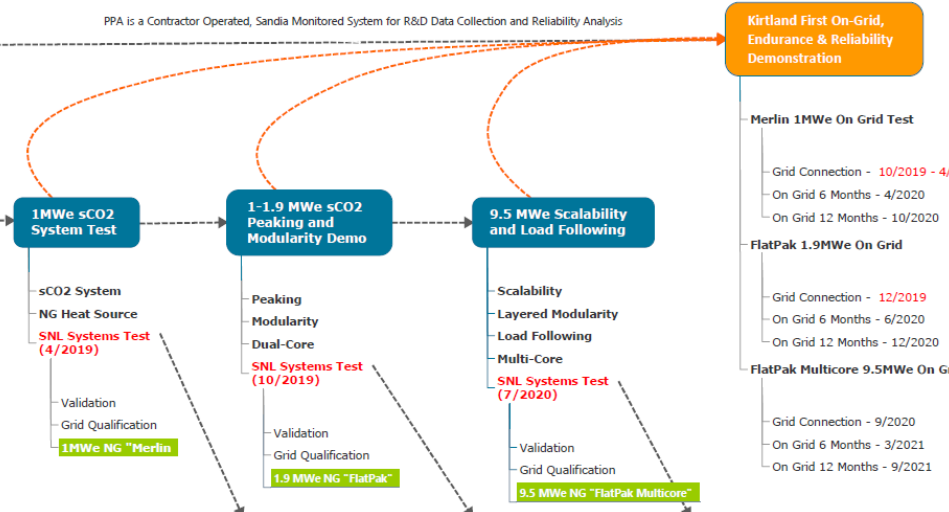 PPA is a Contractor Operated, Sandia Monitored System for R&D Data Collection and Reliability Analysis
Kirtland First On-Grid,
Endurance & Reliability
Demonstration
1MWe sCO2
System Test
sCO2 System
NG Heat Source
SNL Systems Test
(4/2019)
Validation
Grid Qualification
1MWe NG "Merlin
1-1.9 MWe sCO2
Peaking and
Modularity Demo
Peaking
Modularity
Dual-Core
SNL Systems Test
(10/2019)
Validation
Grid Qualification
1.9 MWe NG "FlatPak"
9.5 MWe Scalability
and Load Following
Scalability
Layered Modularity
Load Following
Multi-Core
SNL Systems Test
(7/2020)
Validation
Grid Qualification
9.5 MWe NG "FlatPak Multicore"
Merlin 1MWe On Grid Test
Grid Connection - 10/2019 - 4/
On Grid 6 Months - 4/2020
On Grid 12 Months - 10/2020
FlatPak 1.9MWe On Grid
Grid Connection - 12/2019
On Grid 6 Months - 6/2020
On Grid 12 Months - 12/2020
FlatPak Multicore 9.5MWe On
Grid Connection - 9/2020
On Grid 6 Months - 3/2021
On Grid 12 Months - 9/2021